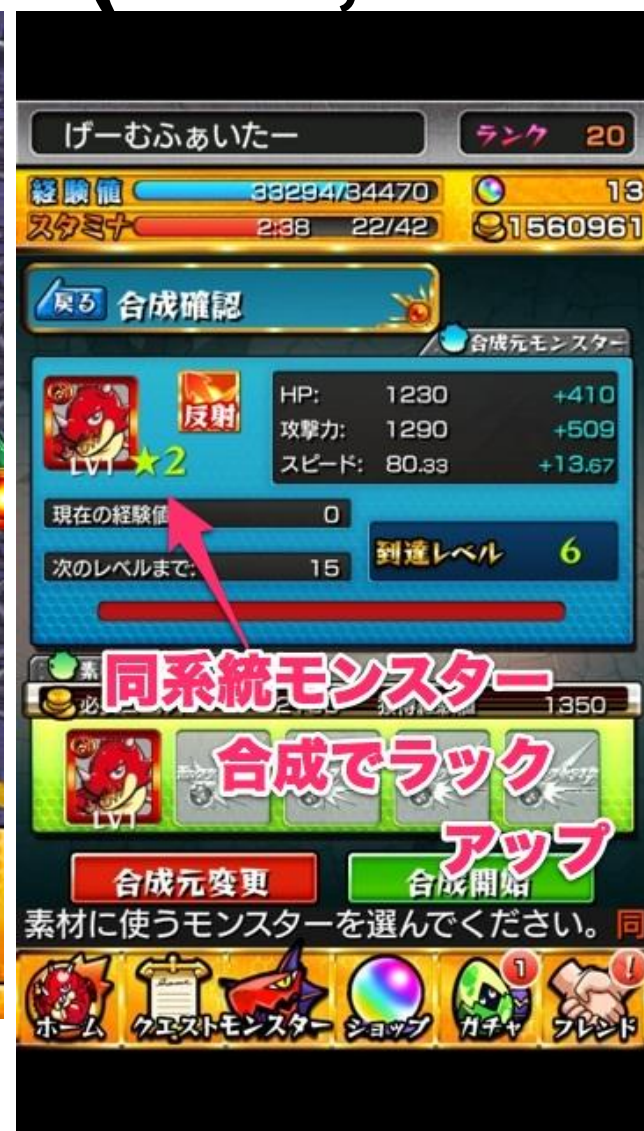 げーむふぁいたー
ランク 20
経験値 33294/34470 13
スタミナ 2:38 22/42 1560961
戻る 合成確認
合成元モンスター
反射
LV1 ★2
HP: 1230 +410
攻撃力: 1290 +509
スピード: 80.33 +13.67
現在の経験値 0
次のレベルまで: 15
到達レベル 6
同系統モンスター
1350
合成でラック
LV1
アップ
合成元変更
合成開始
素材に使うモンスターを選んでください。同
ホーム クエスト モンスター ショップ ガチャ 1 フレンド !